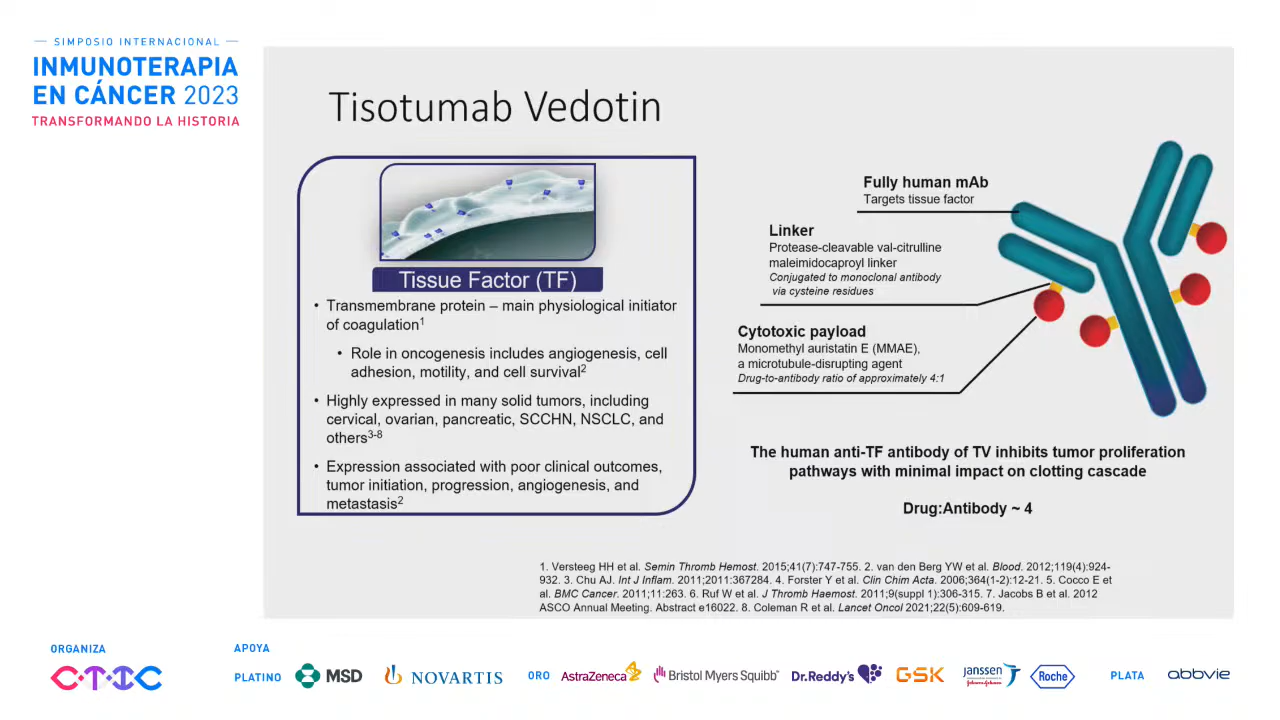 SIMPOSIO INTERNACIONAL
INMUNOTERAPIA
EN CÁNCER 2023
TRANSFORMANDO LA HISTORIA
Tisotumab Vedotin
Tissue Factor (TF)
• Transmembrane protein – main physiological initiator
of coagulation1
• Role in oncogenesis includes angiogenesis, cell
adhesion, motility, and cell survival2
• Highly expressed in many solid tumors, including
cervical, ovarian, pancreatic, SCCHN, NSCLC, and
others3-8
• Expression associated with poor clinical outcomes,
tumor initiation, progression, angiogenesis, and
metastasis2
Fully human mAb
Targets tissue factor
Linker
Protease-cleavable val-citrulline
maleimidocaproyl linker
Conjugated to monoclonal antibody
via cysteine residues
Cytotoxic payload
Monomethyl auristatin E (MMAE),
a microtubule-disrupting agent
Drug-to-antibody ratio of approximately 4:1
The human anti-TF antibody of TV inhibits tumor proliferation
pathways with minimal impact on clotting cascade
Drug:Antibody ~ 4
1. Versteeg HH et al. Semin Thromb Hemost. 2015;41(7):747-755. 2. van den Berg YW et al. Blood. 2012;119(4):924-
932. 3. Chu AJ. Int J Inflam. 2011;2011:367284. 4. Forster Y et al. Clin Chim Acta. 2006;364(1-2):12-21. 5. Cocco E et
al. BMC Cancer. 2011;11:263. 6. Ruf W et al. J Thromb Haemost. 2011;9(suppl 1):306-315. 7. Jacobs B et al. 2012
ASCO Annual Meeting. Abstract e16022. 8. Coleman R et al. Lancet Oncol 2021;22(5):609-619.
ORGANIZA
CTIC
APOYA
PLATINO
MSD
NOVARTIS
ORO
AstraZeneca
Bristol Myers Squibb
Dr.Reddy's
GSK
Janssen
Johnson-Johnson
Roche
PLATA
abbvie